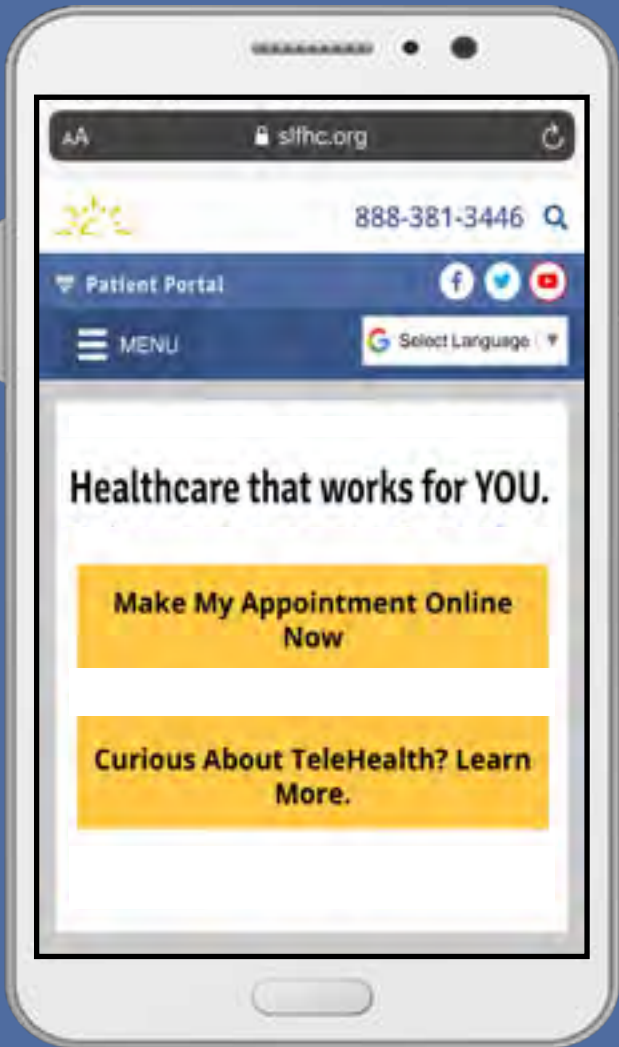 AA slfhc.org
888-381-3446
Patient Portal
MENU
G Select Language ▼
Healthcare that works for YOU.
Make My Appointment Online
Now
Curious About TeleHealth? Learn
More.